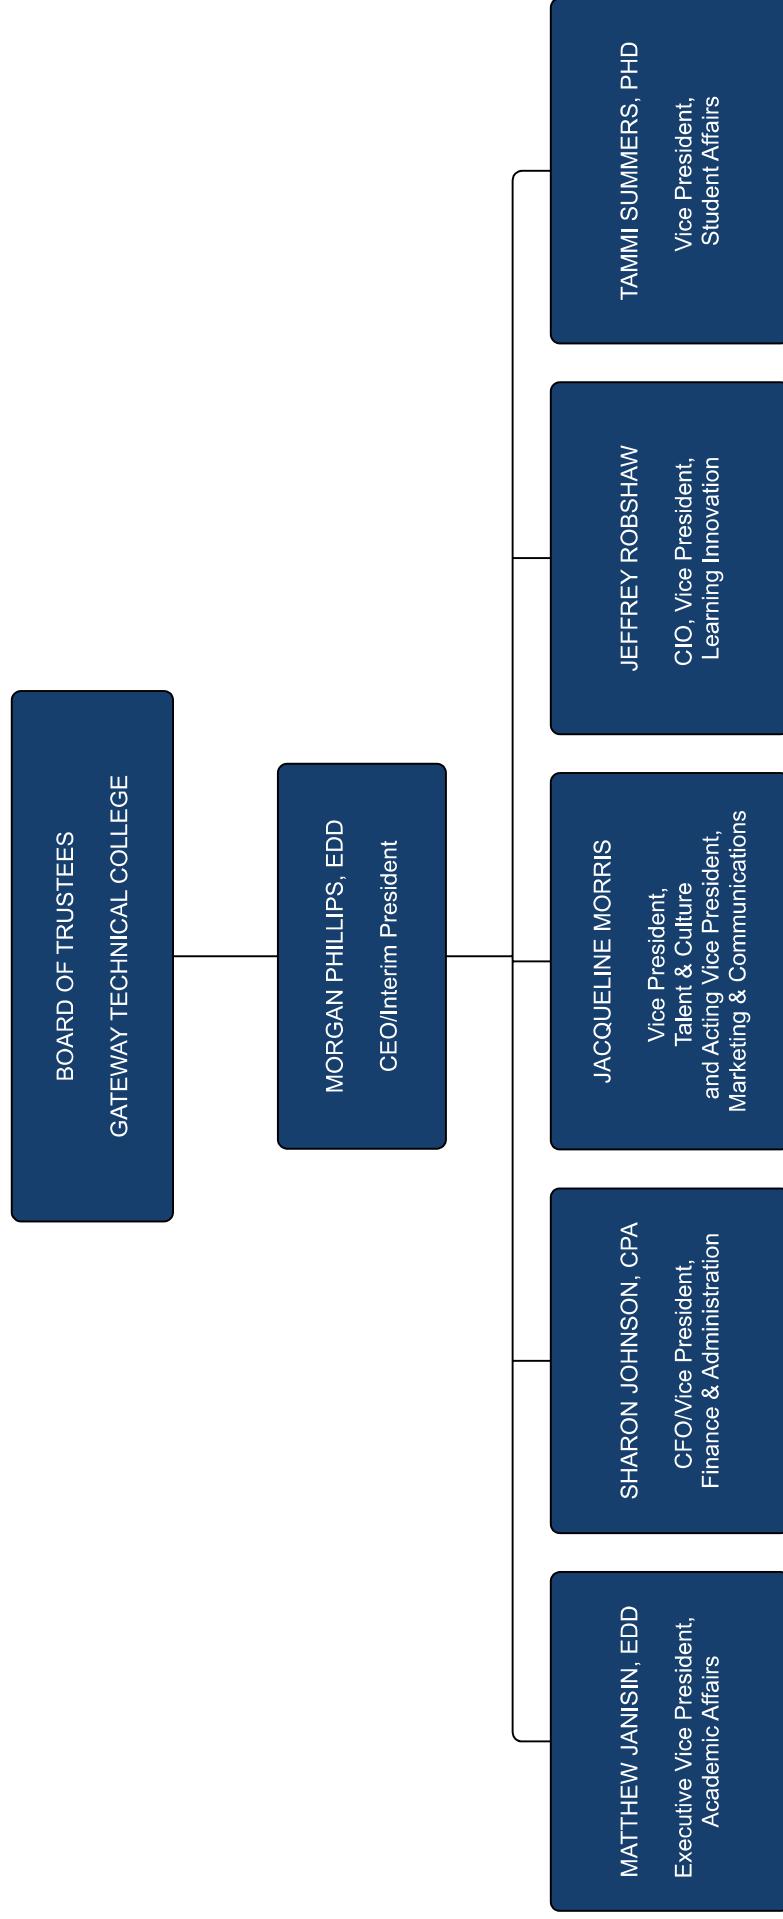 BOARD OF TRUSTEES
GATEWAY TECHNICAL COLLEGE
MORGAN PHILLIPS, EDD
CEO/Interim President
MATTHEW JANISIN, EDD
Executive Vice President,
Academic Affairs
SHARON JOHNSON, CPA
CFO/Vice President,
Finance & Administration
JACQUELINE MORRIS
Vice President,
Talent & Culture
and Acting Vice President,
Marketing & Communications
JEFFREY ROBSHAW
CIO, Vice President,
Learning Innovation
TAMMI SUMMERS, PHD
Vice President,
Student Affairs